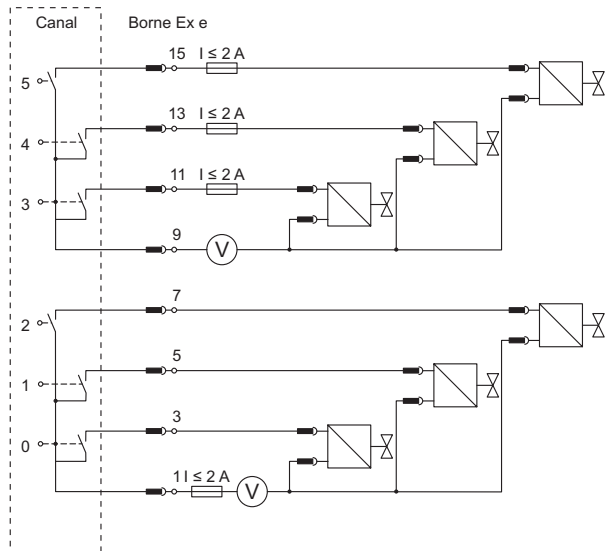 Canal Borne Ex e
15 I ≤ 2 A
5
13 I ≤ 2 A
4
11 I ≤ 2 A
3
9
V
7
2
5
1
3
0
1 I ≤ 2 A
V